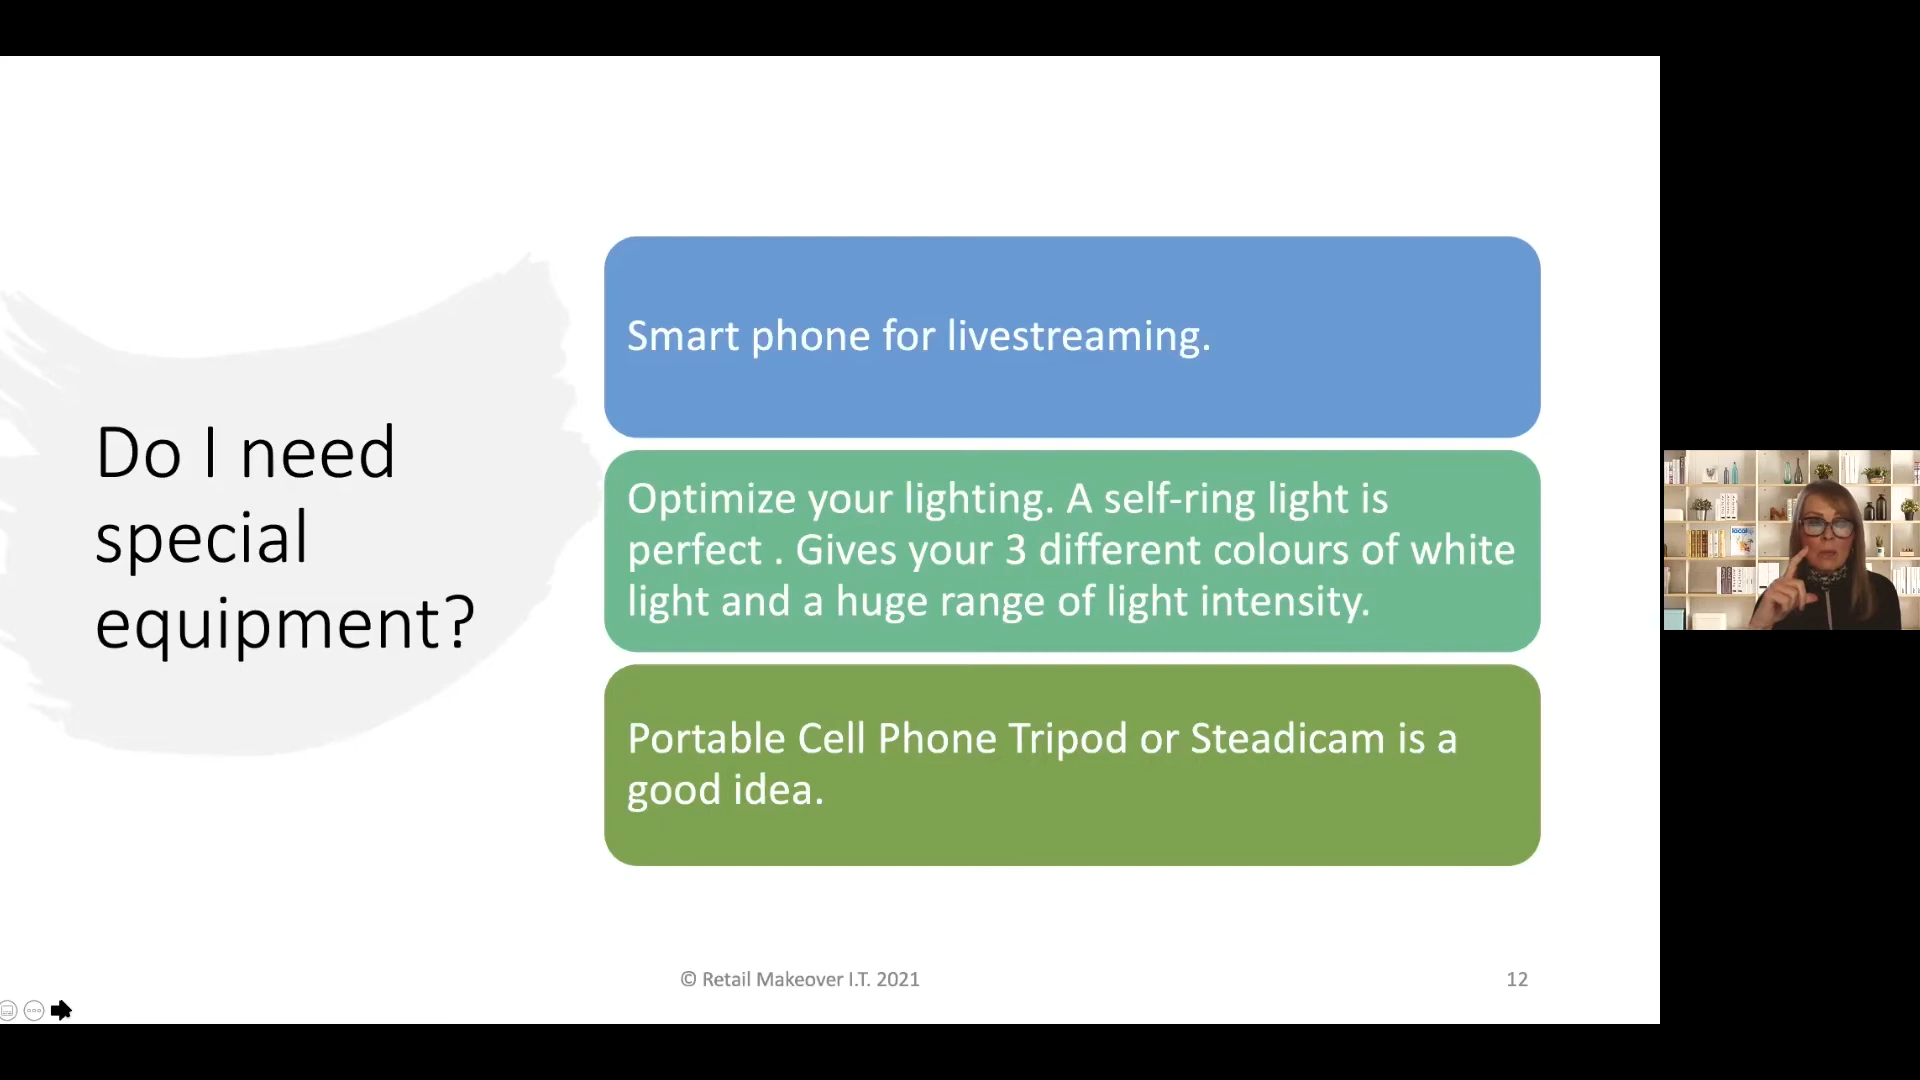 Do I need
special
equipment?
Smart phone for livestreaming.
Optimize your lighting. A self-ring light is
perfect . Gives your 3 different colours of white
light and a huge range of light intensity.
Portable Cell Phone Tripod or Steadicam is a
good idea.
© Retail Makeover I.T. 2021
12
local